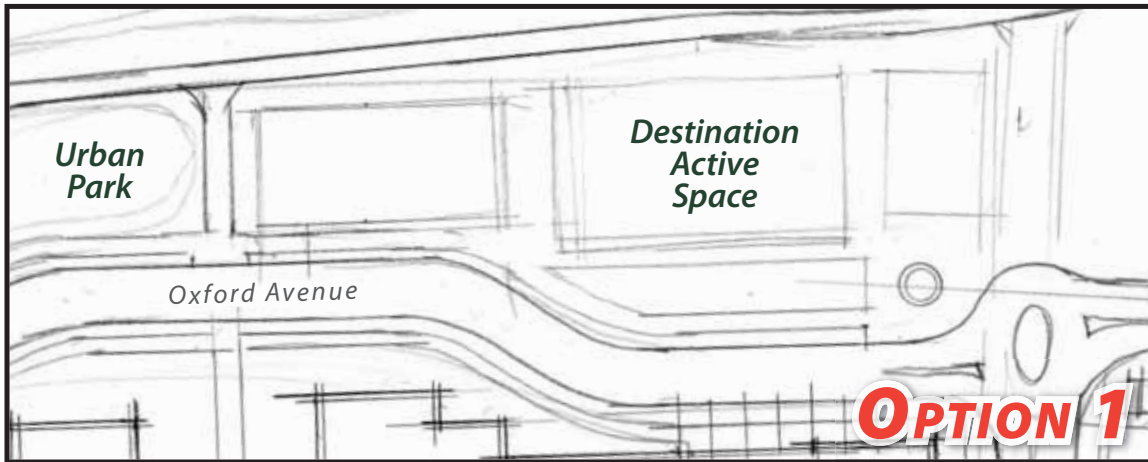 Urban
Park
Destination
Active
Space
Oxford Avenue
OPTION 1